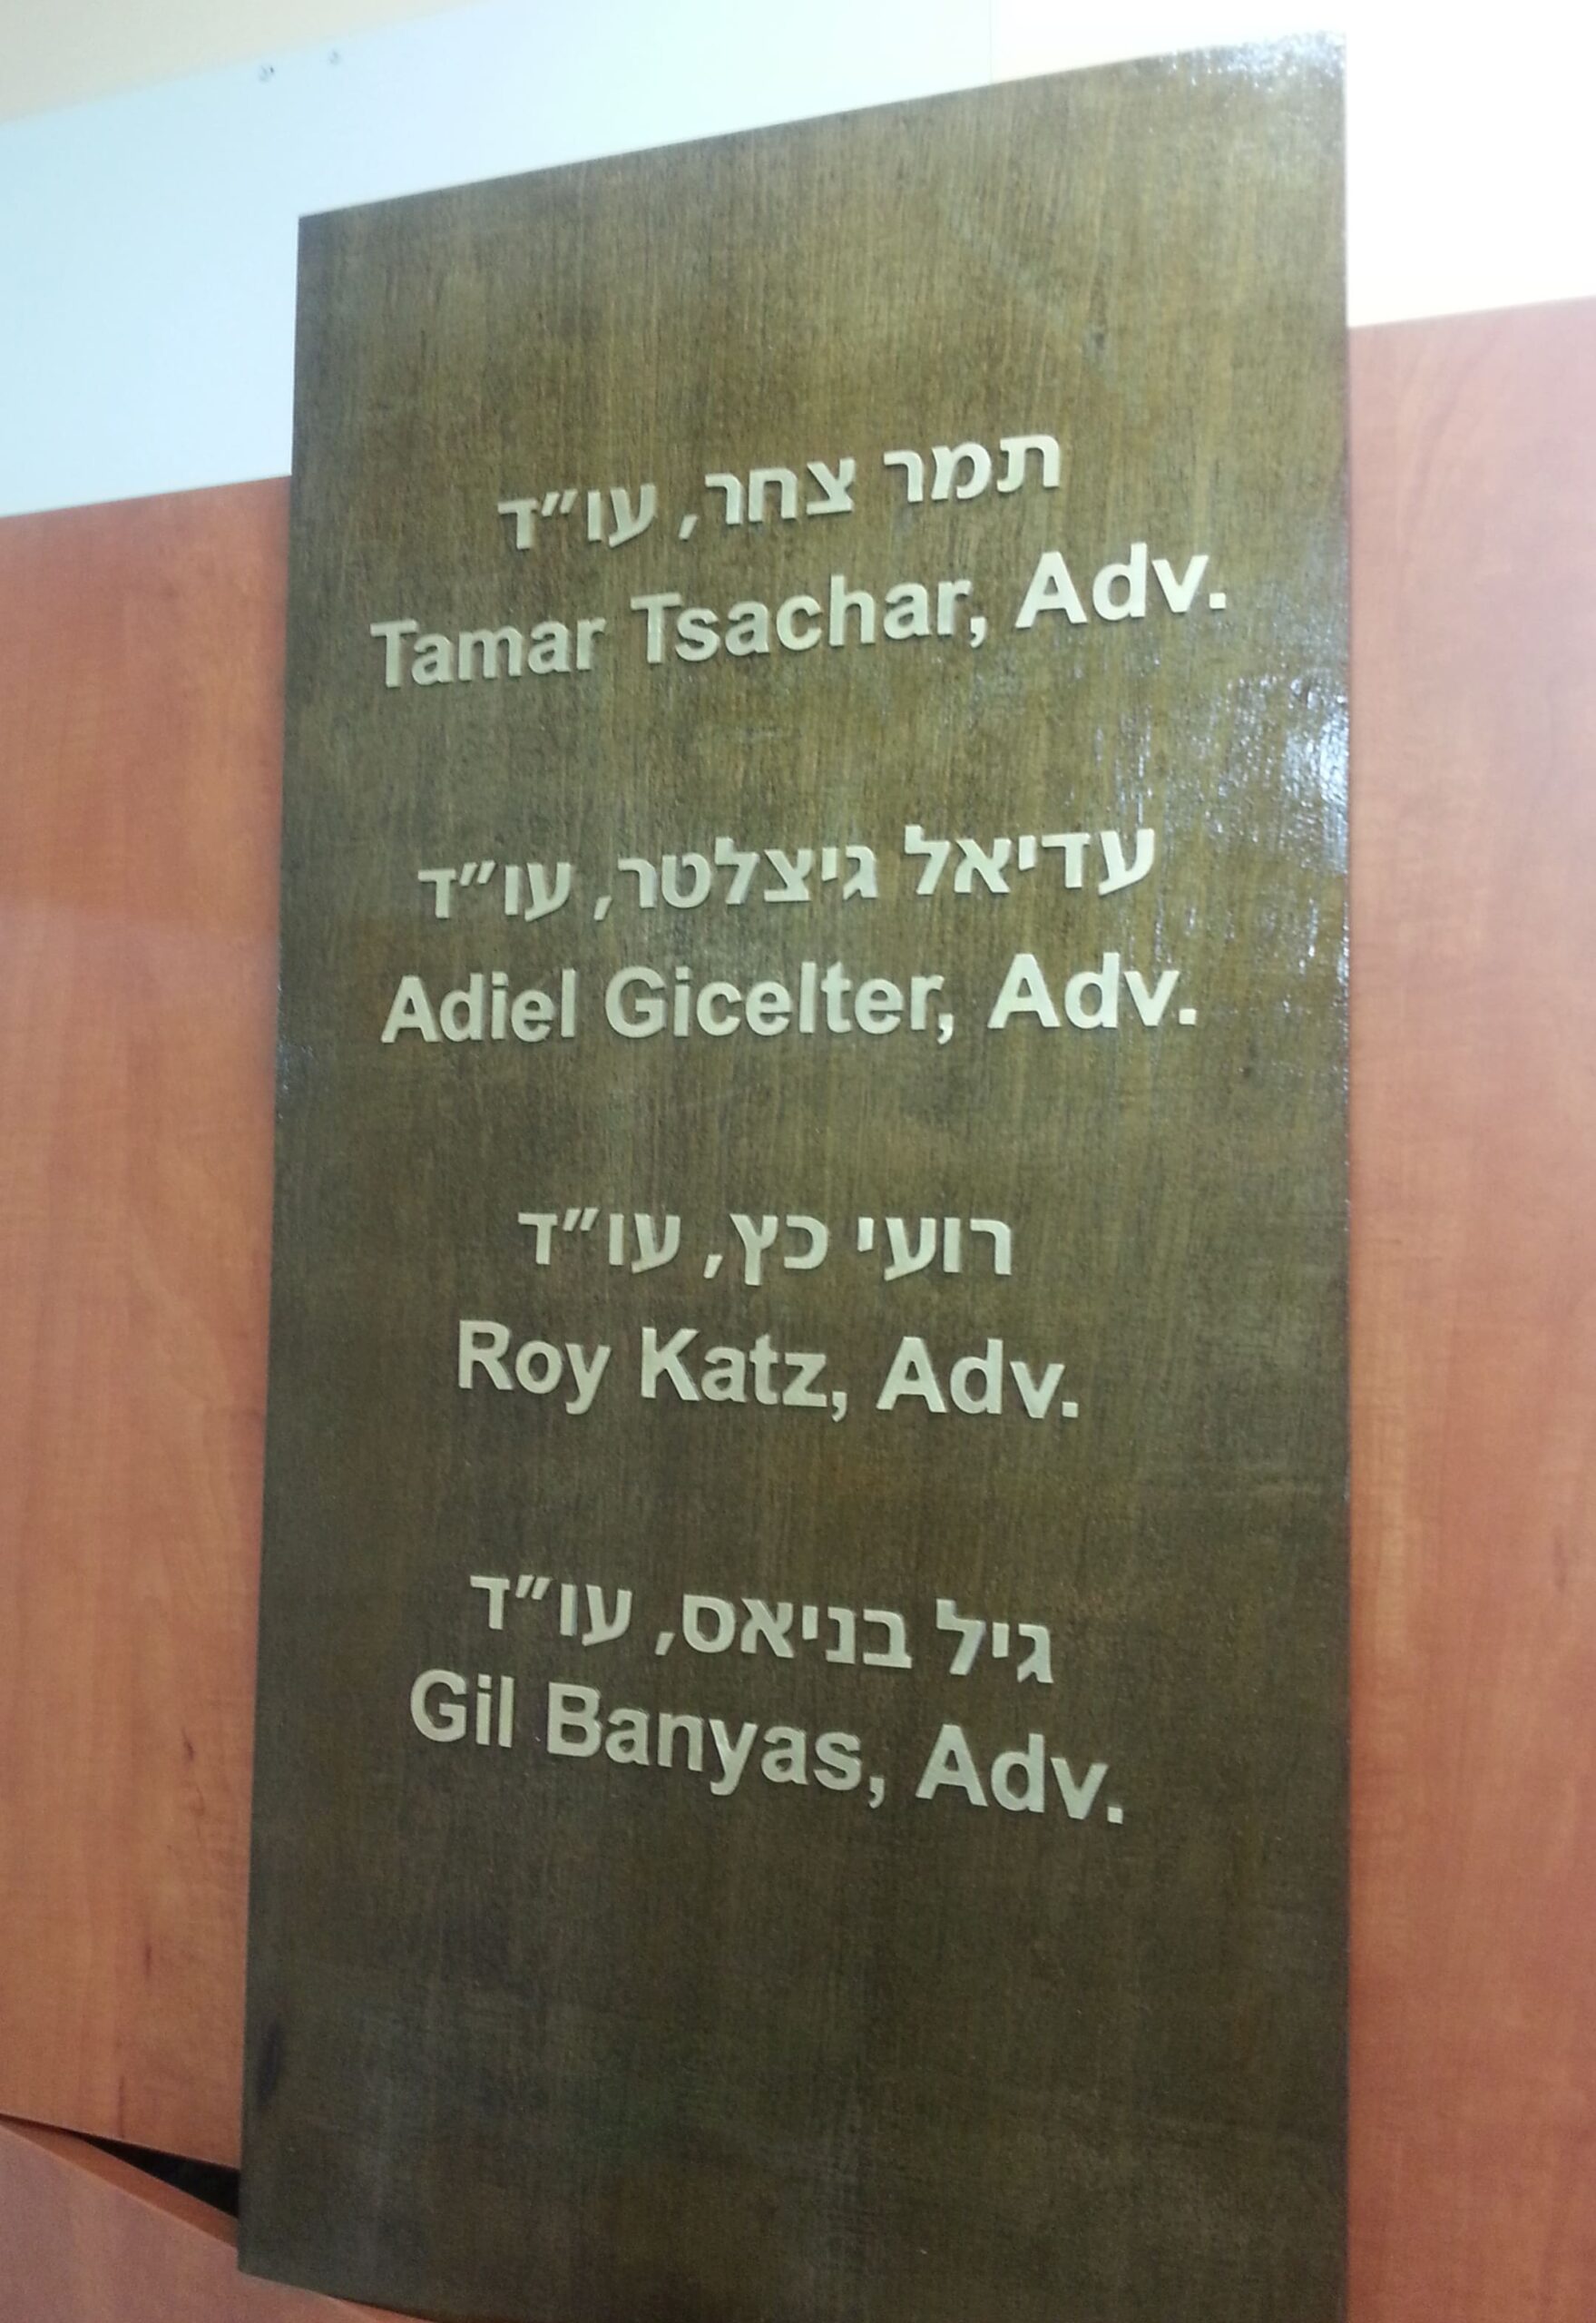 תמר צחר, עו״ד
Tamar Tsachar, Adv.
עדיאל גיצלטר, עו״ד
Adiel Gicelter, Adv.
רועי כץ, עו״ד
Roy Katz, Adv.
גיל בניאס, עו״ד
Gil Banyas, Adv.